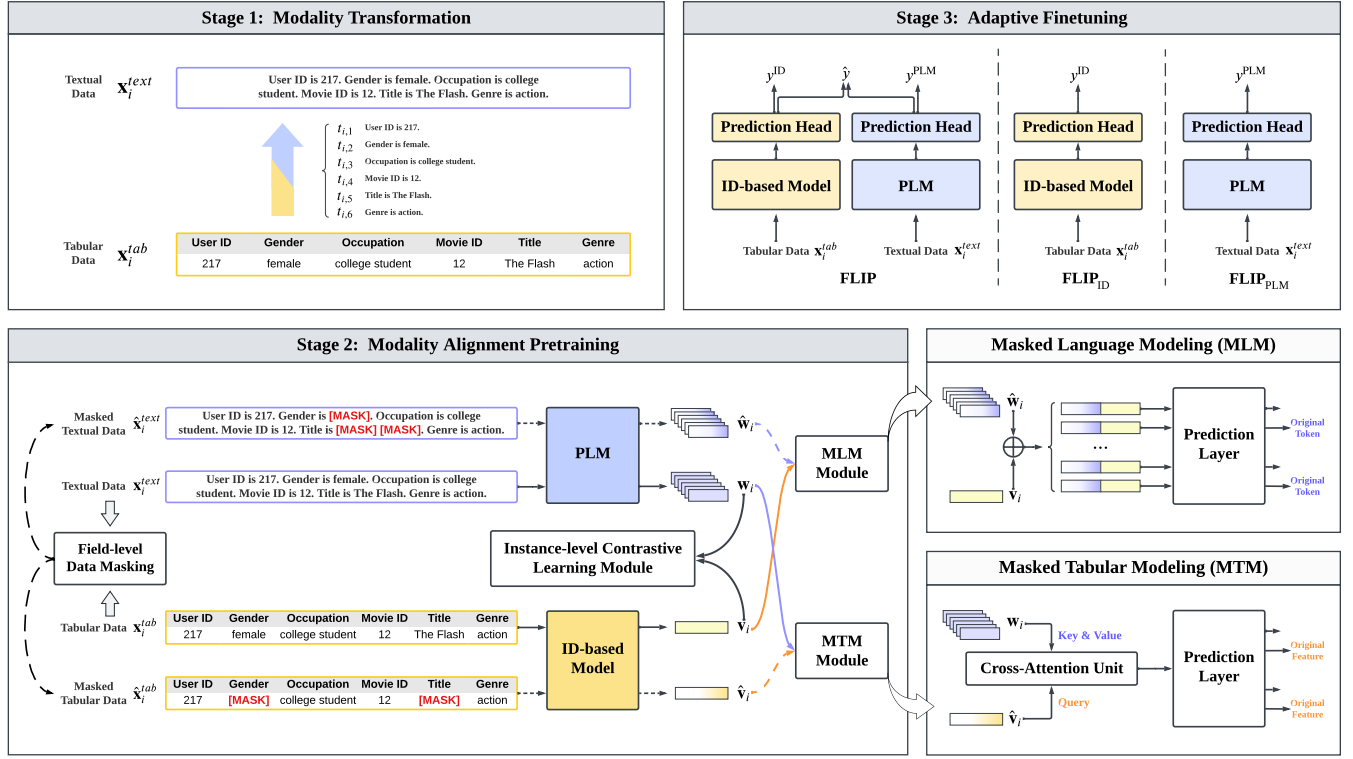 Stage 1: Modality Transformation
Textual
Data
x_i^{text}
User ID is 217. Gender is female. Occupation is college
student. Movie ID is 12. Title is The Flash. Genre is action.
t_{i,1} User ID is 217.
t_{i,2} Gender is female.
t_{i,3} Occupation is college student.
t_{i,4} Movie ID is 12.
t_{i,5} Title is The Flash.
t_{i,6} Genre is action.
Tabular
Data
x_i^{tab}
User ID Gender Occupation Movie ID Title Genre
217 female college student 12 The Flash action
Stage 3: Adaptive Finetuning
y^{ID} ŷ y^{PLM} y^{ID} y^{PLM}
Prediction Head Prediction Head Prediction Head Prediction Head
ID-based Model PLM ID-based Model PLM
Tabular Data x_i^{tab} Textual Data x_i^{text} Tabular Data x_i^{tab} Textual Data x_i^{text}
FLIP FLIP_{ID} FLIP_{PLM}
Stage 2: Modality Alignment Pretraining
Masked
Textual Data x̂_i^{text}
User ID is 217. Gender is [MASK]. Occupation is college
student. Movie ID is 12. Title is [MASK] [MASK]. Genre is action.
Textual Data x_i^{text}
User ID is 217. Gender is female. Occupation is college
student. Movie ID is 12. Title is The Flash. Genre is action.
PLM
ŵ_i
w_i
MLM
Module
Field-level
Data Masking
Instance-level Contrastive
Learning Module
Tabular Data x_i^{tab}
User ID Gender Occupation Movie ID Title Genre
217 female college student 12 The Flash action
Masked
Tabular Data x̂_i^{tab}
User ID Gender Occupation Movie ID Title Genre
217 [MASK] college student 12 [MASK] action
ID-based
Model
v_i
v̂_i
MTM
Module
Masked Language Modeling (MLM)
ŵ_i
v_i
...
Prediction
Layer
Original
Token
Original
Token
Masked Tabular Modeling (MTM)
w_i
Key & Value
Cross-Attention Unit
Query
v̂_i
Prediction
Layer
Original
Feature
Original
Feature